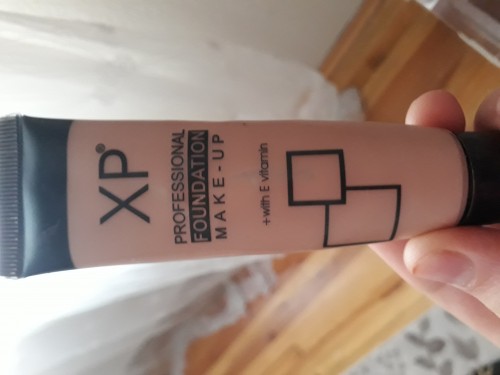 XP®
PROFESSIONAL
FOUNDATION
MAKE-UP
+with E vitamin